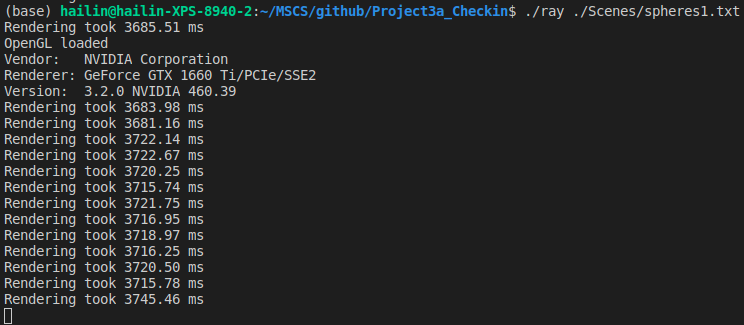 (base) hailin@hailin-XPS-8940-2:~/MSCS/github/Project3a_Checkin$ ./ray ./Scenes/spheres1.txt
Rendering took 3685.51 ms
OpenGL loaded
Vendor:   NVIDIA Corporation
Renderer: GeForce GTX 1660 Ti/PCIe/SSE2
Version:  3.2.0 NVIDIA 460.39
Rendering took 3683.98 ms
Rendering took 3681.16 ms
Rendering took 3722.14 ms
Rendering took 3722.67 ms
Rendering took 3720.25 ms
Rendering took 3715.74 ms
Rendering took 3721.75 ms
Rendering took 3716.95 ms
Rendering took 3718.97 ms
Rendering took 3716.25 ms
Rendering took 3720.50 ms
Rendering took 3715.78 ms
Rendering took 3745.46 ms